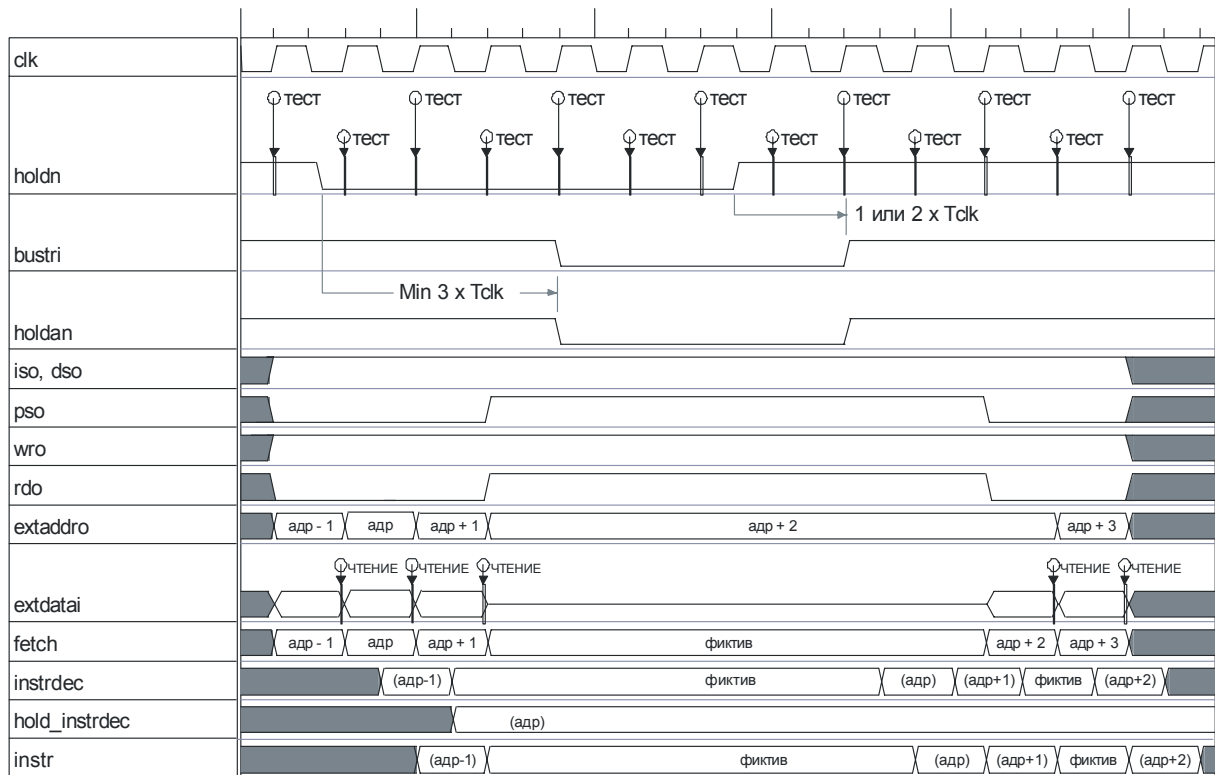 clk
тест тест тест тест тест тест тест
тест тест тест тест тест тест
holdn
1 или 2 x Tclk
bustri
Min 3 x Tclk
holdan
iso, dso
pso
wro
rdo
extaddro адр - 1 адр адр + 1 адр + 2 адр + 3
чтение чтение чтение чтение чтение
extdatai
fetch адр - 1 адр адр + 1 фиктив адр + 2 адр + 3
instrdec (адр-1) фиктив (адр) (адр+1) фиктив (адр+2)
hold_instrdec (адр)
instr (адр-1) фиктив (адр) (адр+1) фиктив (адр+2)